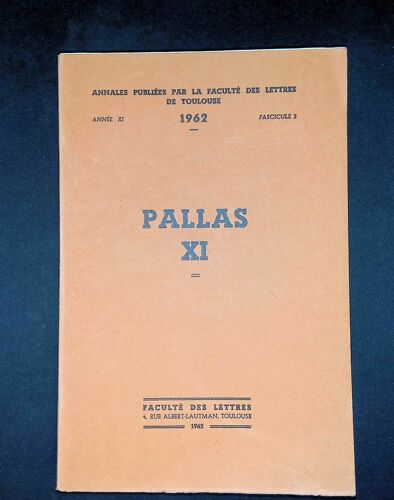 ANNALES PUBLIÉES PAR LA FACULTÉ DES LETTRES
DE TOULOUSE
ANNÉE XI 1962 FASCICULE 2
PALLAS
XI
FACULTÉ DES LETTRES
4, RUE ALBERT-LAUTMAN, TOULOUSE
1962